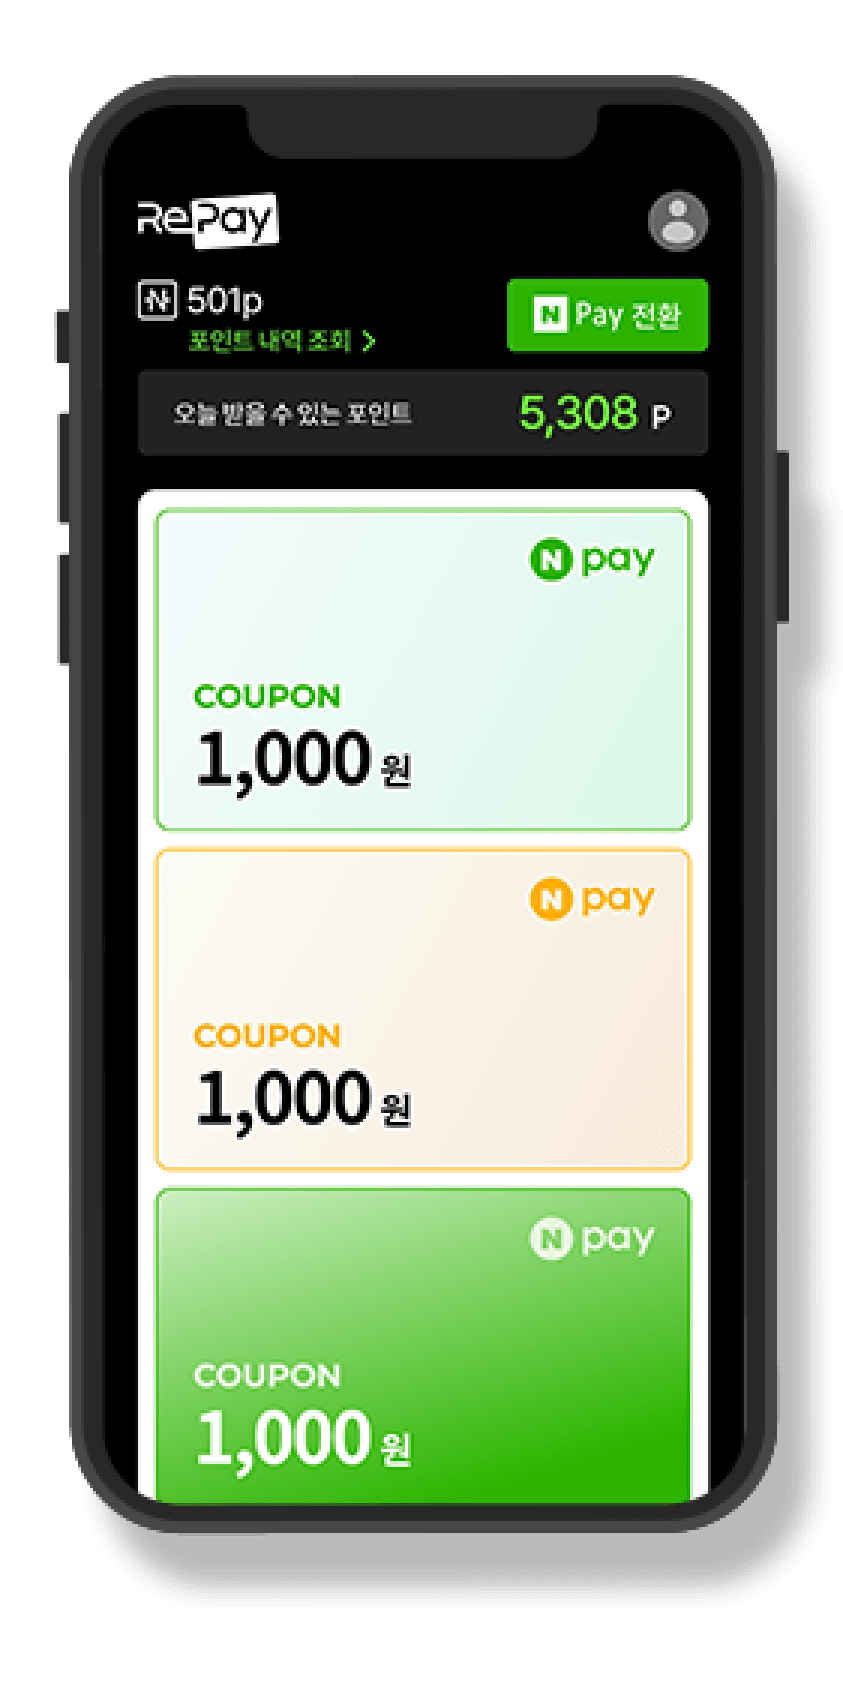 RePay
N 501p
포인트 내역 조회 >
N Pay 전환
오늘 받을 수 있는 포인트 5,308 P
N pay
COUPON
1,000 원
N pay
COUPON
1,000 원
N pay
COUPON
1,000 원